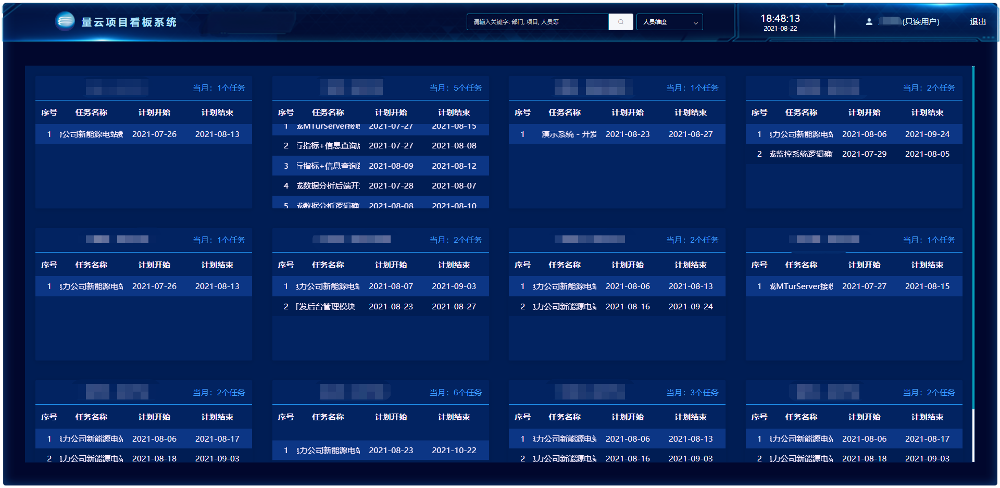 量云项目看板系统
请输入关键字: 部门, 项目, 人员等
人员维度
18:48:13
2021-08-22
(只读用户)
退出
当月：1个任务
序号 任务名称 计划开始 计划结束
1 公司新能源电站数 2021-07-26 2021-08-13
当月：5个任务
序号 任务名称 计划开始 计划结束
1 或MTurServer接收 2021-07-27 2021-08-15
2 行指标+信息查询后 2021-07-27 2021-08-08
3 行指标+信息查询逻 2021-08-09 2021-08-12
4 或数据分析后端开发 2021-07-28 2021-08-07
5 或数据分析逻辑确 2021-08-08 2021-08-10
当月：1个任务
序号 任务名称 计划开始 计划结束
1 演示系统 - 开发 2021-08-23 2021-08-27
当月：2个任务
序号 任务名称 计划开始 计划结束
1 力公司新能源电站 2021-08-06 2021-09-24
2 或监控系统逻辑确 2021-07-29 2021-08-05
当月：1个任务
序号 任务名称 计划开始 计划结束
1 力公司新能源电站 2021-07-26 2021-08-13
当月：2个任务
序号 任务名称 计划开始 计划结束
1 力公司新能源电站 2021-08-07 2021-09-03
2 开发后台管理模块 2021-08-23 2021-08-27
当月：2个任务
序号 任务名称 计划开始 计划结束
1 力公司新能源电站 2021-08-06 2021-08-13
2 力公司新能源电站 2021-08-16 2021-09-24
当月：1个任务
序号 任务名称 计划开始 计划结束
1 或MTurServer接收 2021-07-27 2021-08-15
当月：2个任务
序号 任务名称 计划开始 计划结束
1 力公司新能源电站 2021-08-06 2021-08-17
2 力公司新能源电站 2021-08-18 2021-09-03
当月：6个任务
序号 任务名称 计划开始 计划结束
1 力公司新能源电站 2021-08-23 2021-10-22
当月：3个任务
序号 任务名称 计划开始 计划结束
1 力公司新能源电站 2021-08-06 2021-08-13
2 力公司新能源电站 2021-08-16 2021-09-03
当月：2个任务
序号 任务名称 计划开始 计划结束
1 力公司新能源电站 2021-08-06 2021-08-17
2 力公司新能源电站 2021-08-18 2021-09-03